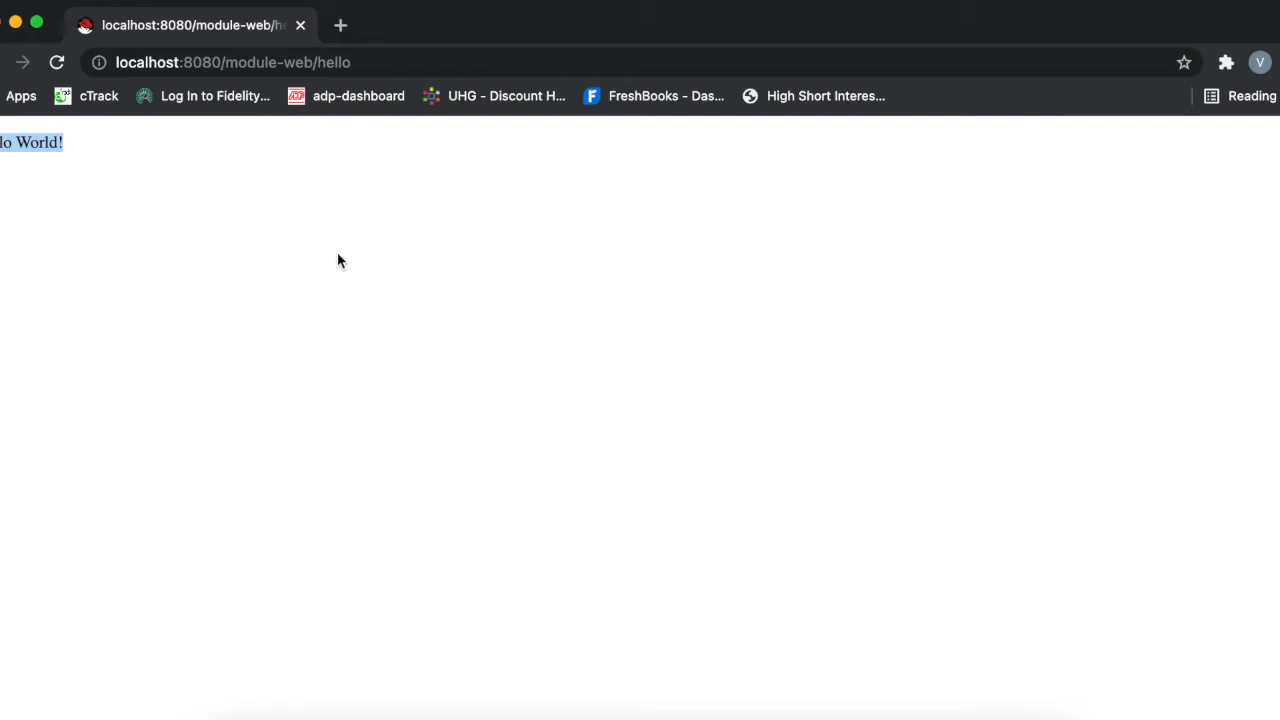 localhost:8080/module-web/he
localhost:8080/module-web/hello
V
Apps
cTrack
Log In to Fidelity...
adp-dashboard
UHG - Discount H...
FreshBooks - Das...
High Short Interes...
Reading
lo World!